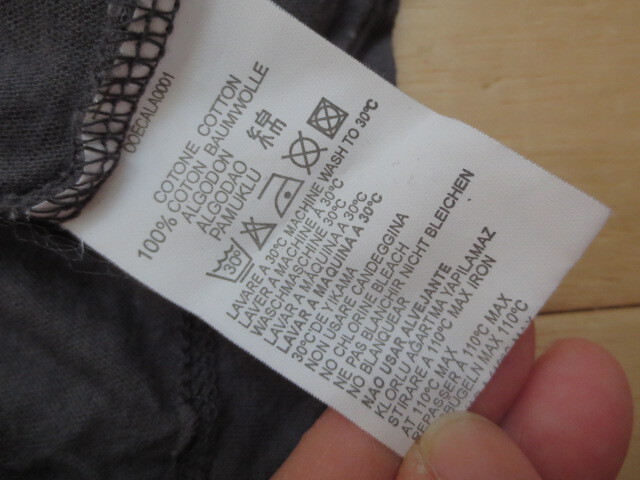 OOECALA0001
COTONE COTTON
100% COTON BAUMWOLLE
ALGODON 綿
ALGODAO
PAMUKLU
30°
LAVARE A 30°C MACHINE WASH TO 30°C
LAVER A MACHINE A 30°C
WASCHMASCHINE 30°C
LAVAR A MAQUINA A 30°C
LAVAR A MAQUINA A 30°C
30°C'DE YIKAMA
NON USARE CANDEGGINA
NO CHLORINE BLEACH
NE PAS BLANCHIR NICHT BLEICHEN
NO BLANQUEAR
NAO USAR ALVEJANTE
KLORLU AGARTMA YAPILAMAZ
STIRARE A 110°C MAX IRON
AT 110°C MAX
REPASSER À 110°C MAX
BÜGELN MAX 110°C